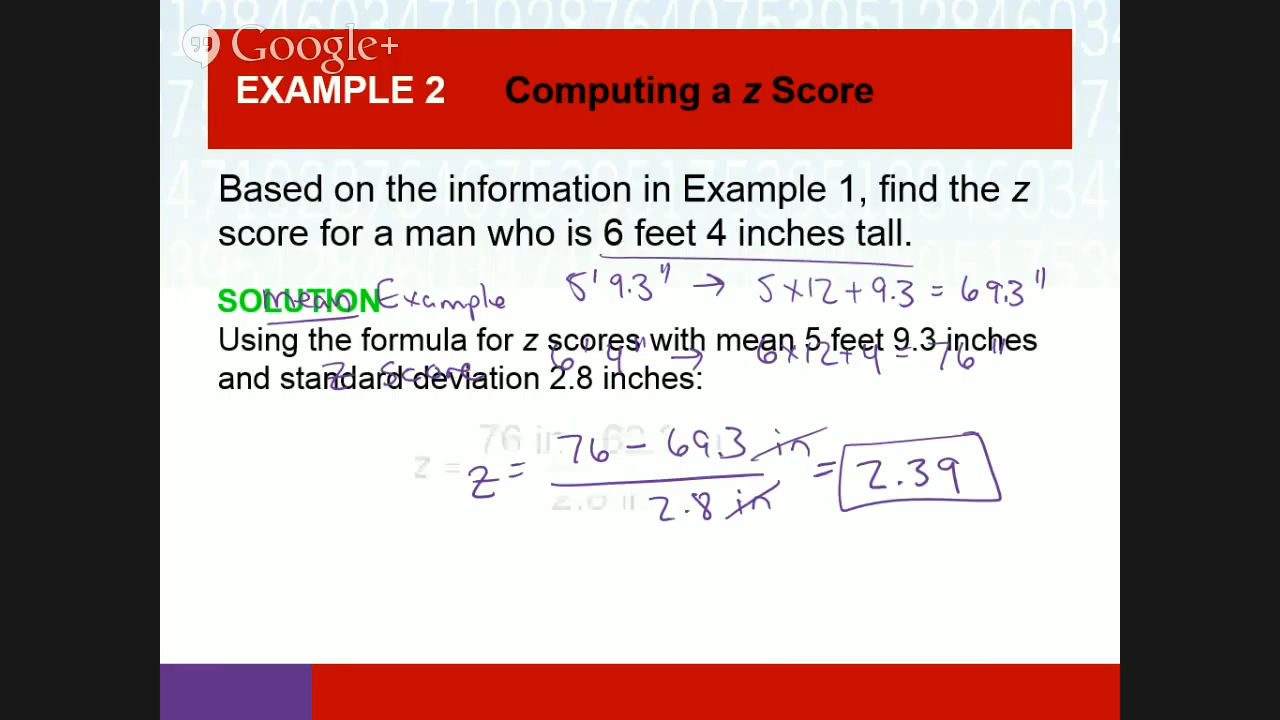 Google+
EXAMPLE 2 Computing a z Score
Based on the information in Example 1, find the z
score for a man who is 6 feet 4 inches tall.
5' 9.3" → 5×12 + 9.3 = 69.3"
SOLUTION
mean Example
Using the formula for z scores with mean 5 feet 9.3 inches
6' 4" → 6×12+4 = 76"
and standard deviation 2.8 inches:
z score
z = 76 - 69.3 in / 2.8 in = 2.39
76 in.
z =